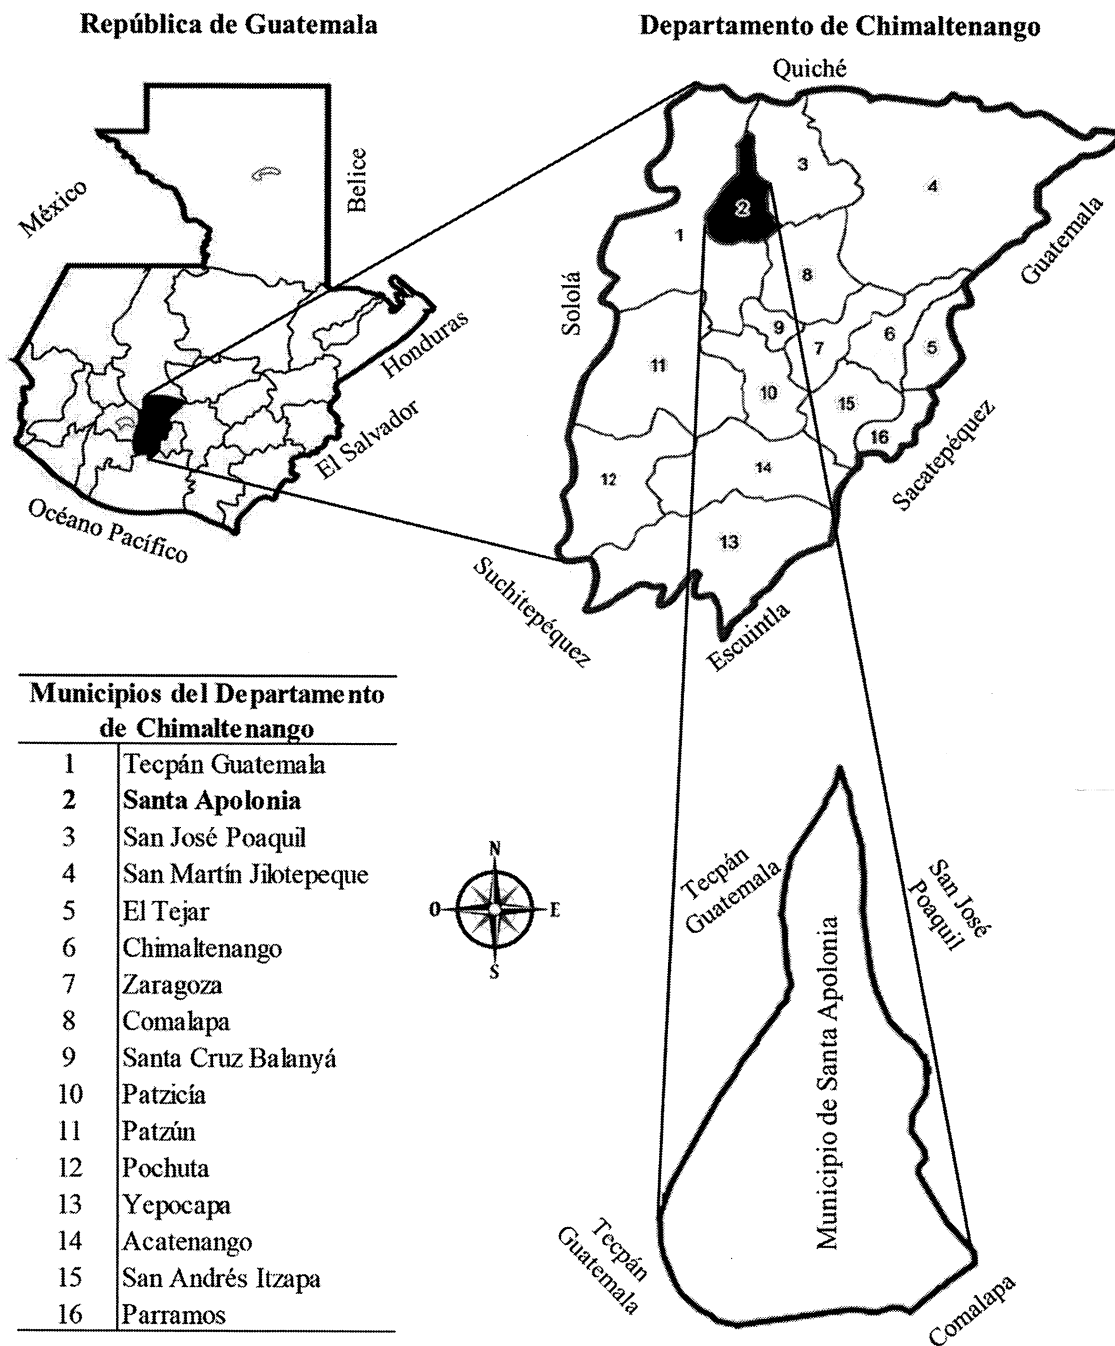 República de Guatemala
Departamento de Chimaltenango
México
Belice
Honduras
El Salvador
Océano Pacífico
Quiché
Guatemala
Sololá
Sacatepéquez
Suchitepéquez
Escuintla
1
2
3
4
5
6
7
8
9
10
11
12
13
14
15
16
Municipios del Departamento
de Chimaltenango
1 Tecpán Guatemala
2 Santa Apolonia
3 San José Poaquil
4 San Martín Jilotepeque
5 El Tejar
6 Chimaltenango
7 Zaragoza
8 Comalapa
9 Santa Cruz Balanyá
10 Patzicía
11 Patzún
12 Pochuta
13 Yepocapa
14 Acatenango
15 San Andrés Itzapa
16 Parramos
N
O
E
S
Tecpán
Guatemala
San José
Poaquil
Municipio de Santa Apolonia
Tecpán
Guatemala
Comalapa